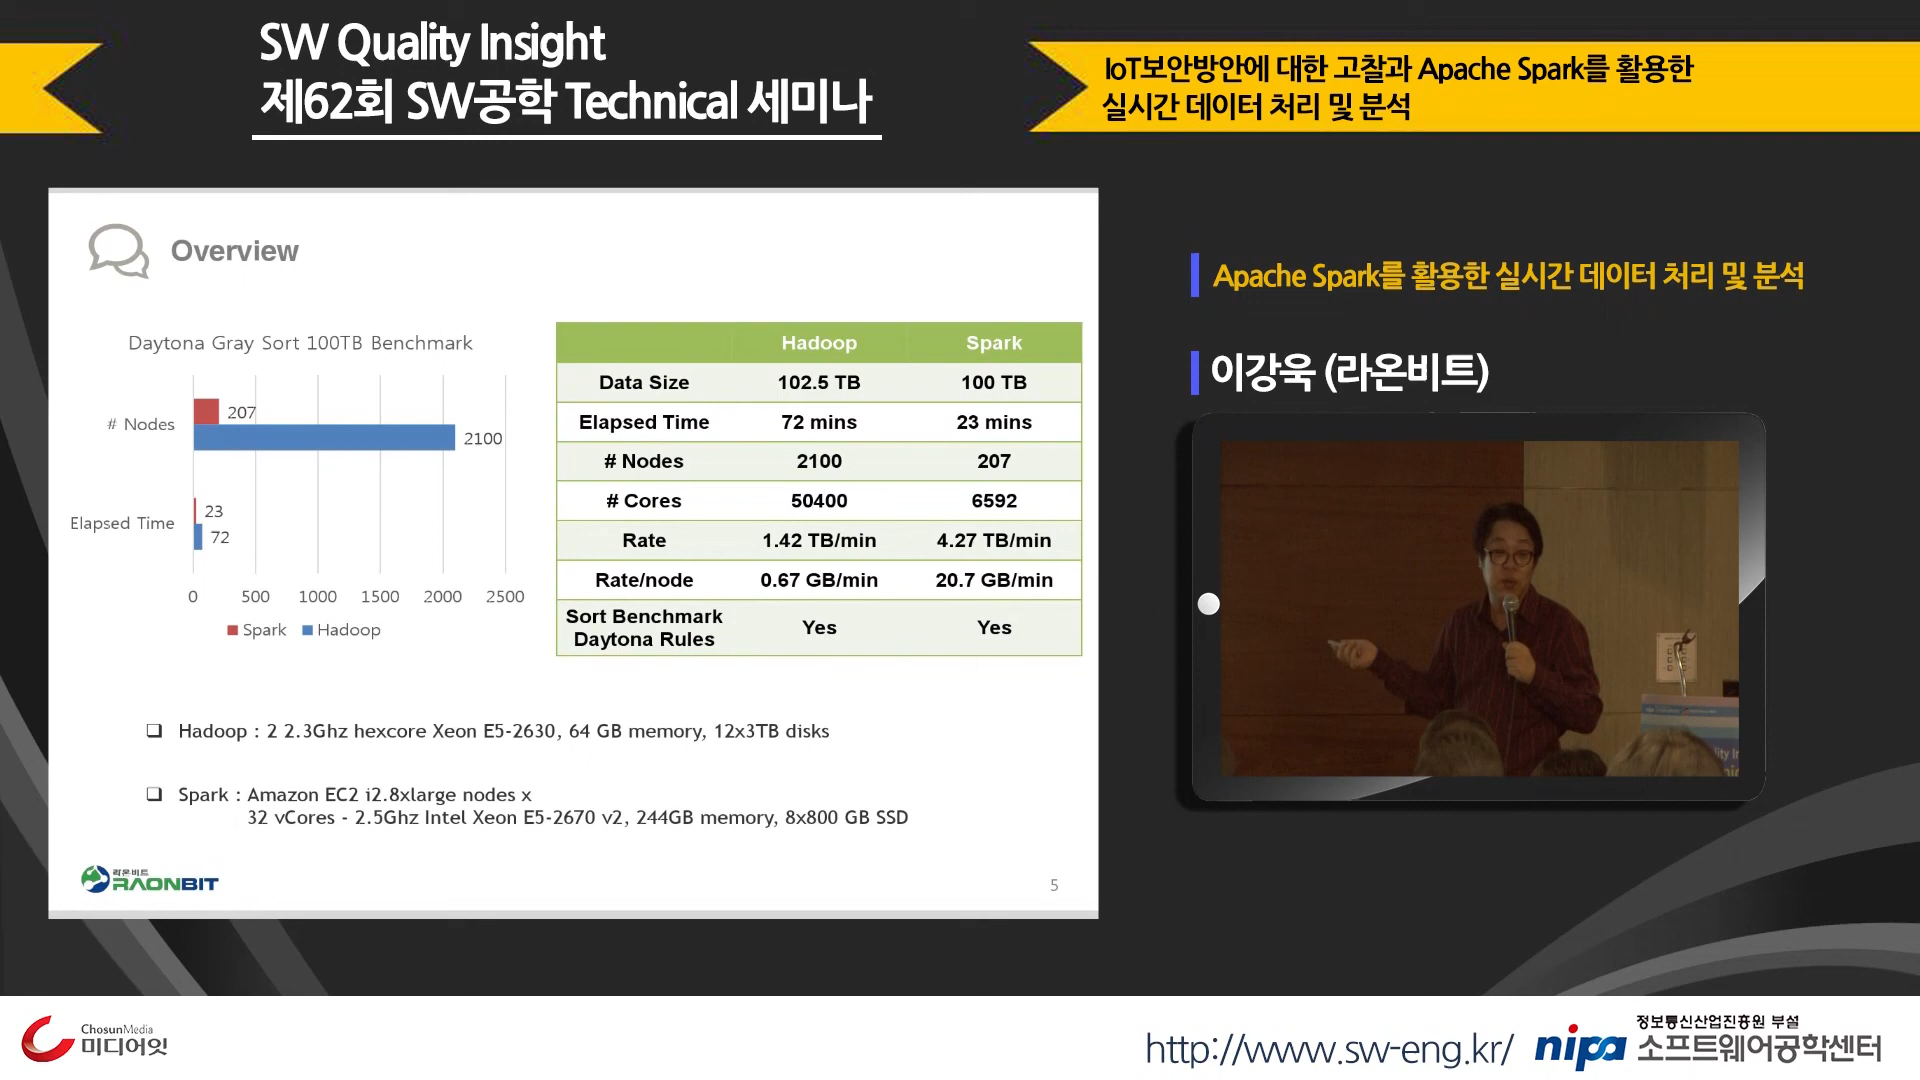 SW Quality Insight
제62회 SW공학 Technical 세미나
IoT보안방안에 대한 고찰과 Apache Spark를 활용한
실시간 데이터 처리 및 분석
Overview
Daytona Gray Sort 100TB Benchmark
# Nodes
207
2100
Elapsed Time
23
72
0 500 1000 1500 2000 2500
Spark Hadoop
Hadoop Spark
Data Size 102.5 TB 100 TB
Elapsed Time 72 mins 23 mins
# Nodes 2100 207
# Cores 50400 6592
Rate 1.42 TB/min 4.27 TB/min
Rate/node 0.67 GB/min 20.7 GB/min
Sort Benchmark
Daytona Rules Yes Yes
❑ Hadoop : 2 2.3Ghz hexcore Xeon E5-2630, 64 GB memory, 12x3TB disks
❑ Spark : Amazon EC2 i2.8xlarge nodes x
32 vCores - 2.5Ghz Intel Xeon E5-2670 v2, 244GB memory, 8x800 GB SSD
라온비트
RAONBIT
5
Apache Spark를 활용한 실시간 데이터 처리 및 분석
이강욱 (라온비트)
ChosunMedia
미디어잇
http://www.sw-eng.kr/
nipa
정보통신산업진흥원 부설
소프트웨어공학센터